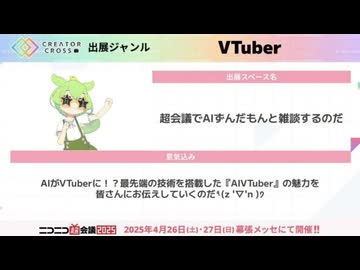 CREATOR CROSS
出展ジャンル
VTuber
出展スペース名
超会議でAIずんだもんと雑談するのだ
意気込み
AIがVTuberに!?最先端の技術を搭載した『AIVTuber』の魅力を
皆さんにお伝えしていくのだ٩(z'∇'n)۶
ニコニコ超会議2025
2025年4月26日(土)・27日(日)幕張メッセにて開催!!